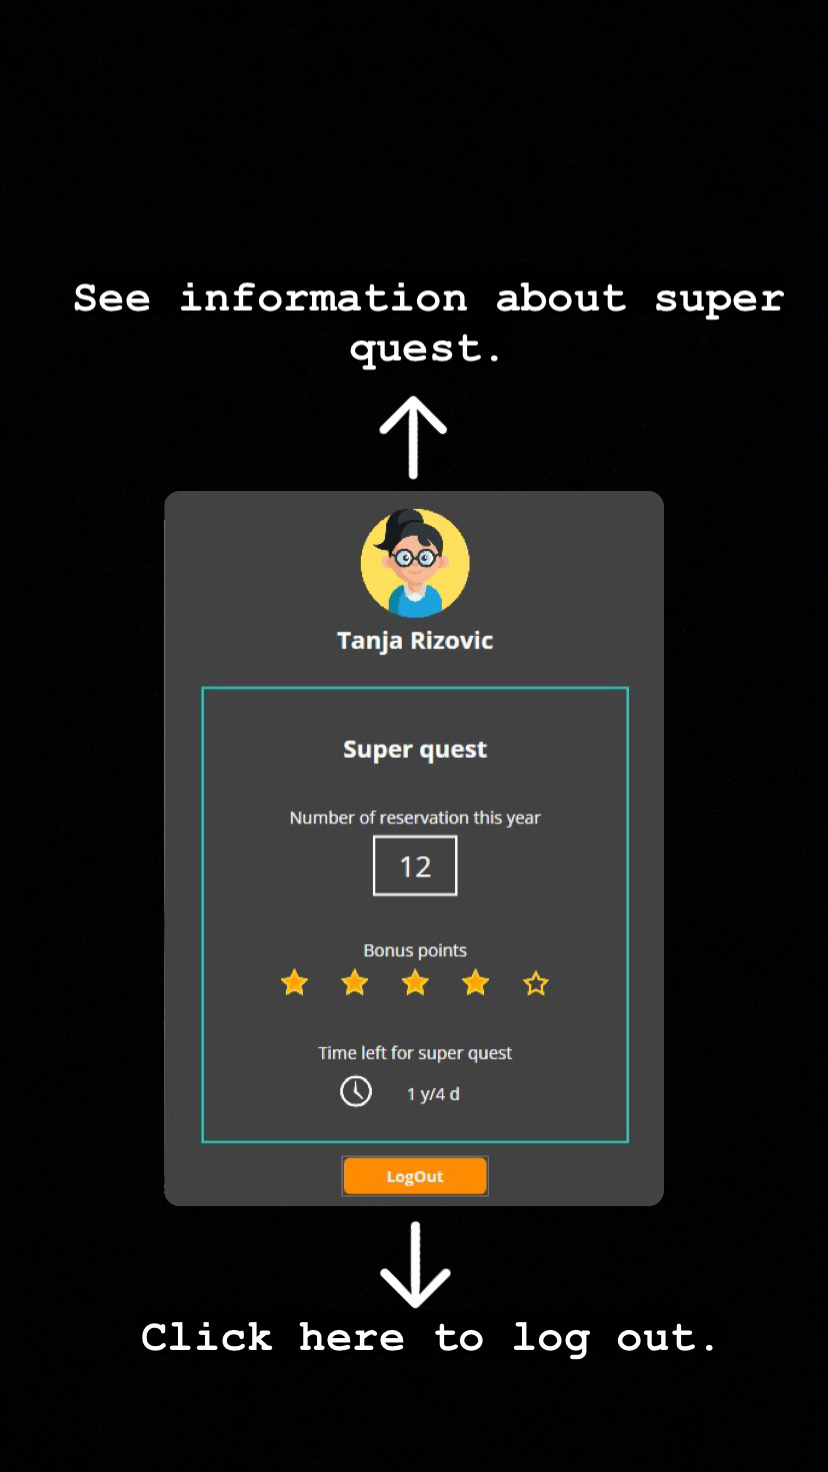 See information about super
quest.
Tanja Rizovic
Super quest
Number of reservation this year
12
Bonus points
Time left for super quest
1 y/4 d
LogOut
Click here to log out.